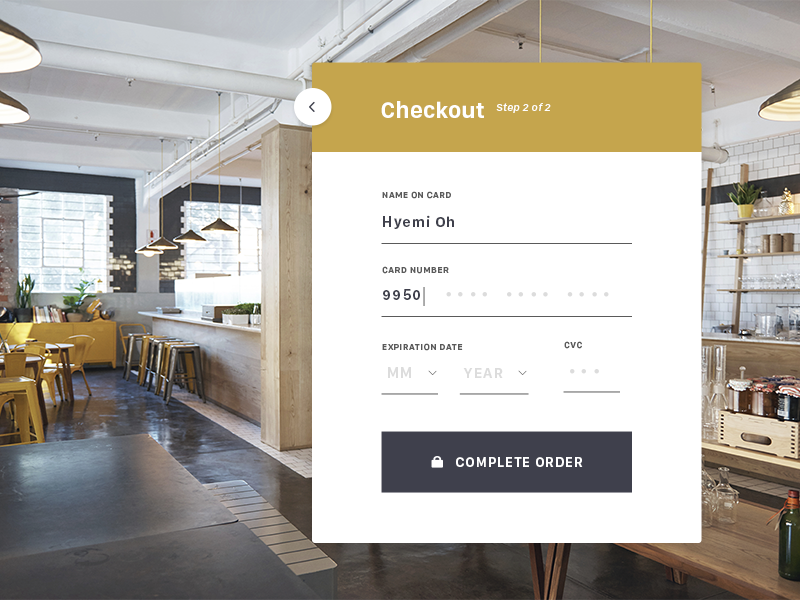 Checkout Step 2 of 2
NAME ON CARD
Hyemi Oh
CARD NUMBER
9950
EXPIRATION DATE CVC
MM YEAR
COMPLETE ORDER